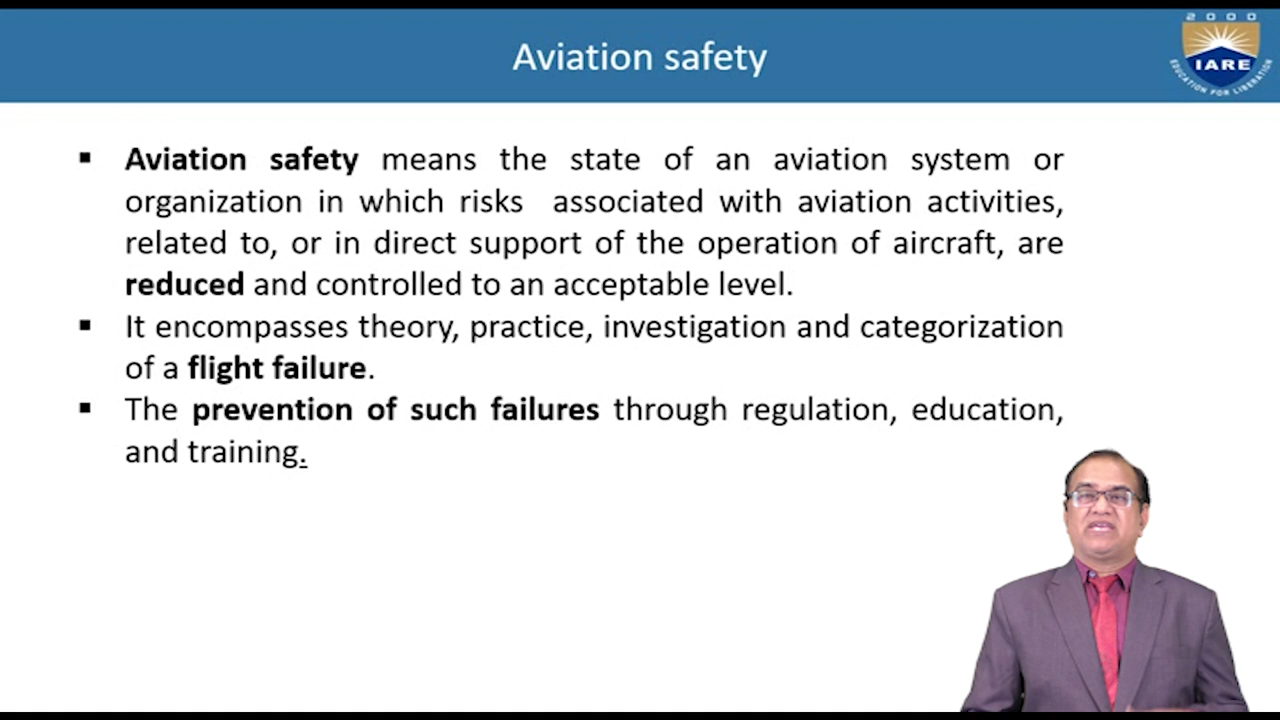 Aviation safety
2000
IARE
EDUCATION FOR LIBERATION
▪ Aviation safety means the state of an aviation system or
organization in which risks associated with aviation activities,
related to, or in direct support of the operation of aircraft, are
reduced and controlled to an acceptable level.
▪ It encompasses theory, practice, investigation and categorization
of a flight failure.
▪ The prevention of such failures through regulation, education,
and training.